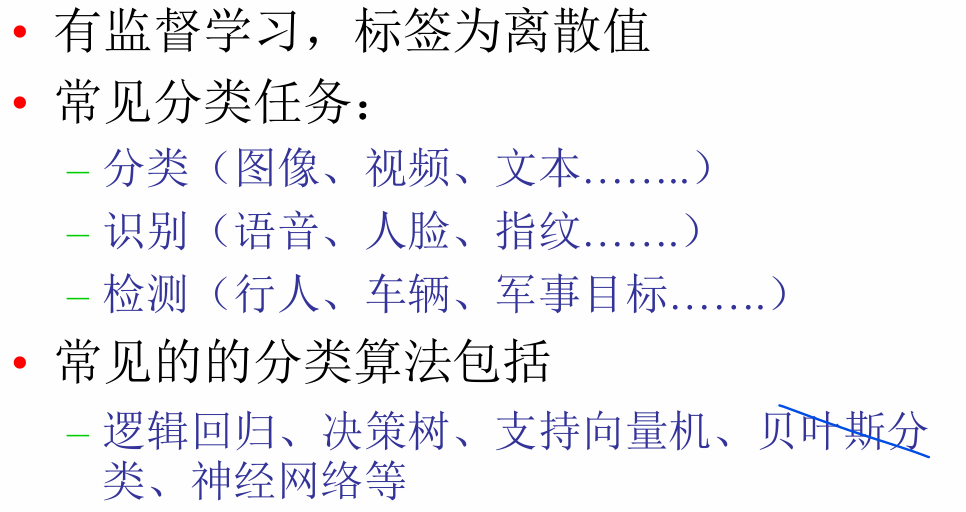 • 有监督学习，标签为离散值
• 常见分类任务：
– 分类（图像、视频、文本……..）
– 识别（语音、人脸、指纹…….）
– 检测（行人、车辆、军事目标…….）
• 常见的的分类算法包括
– 逻辑回归、决策树、支持向量机、贝叶斯分
类、神经网络等